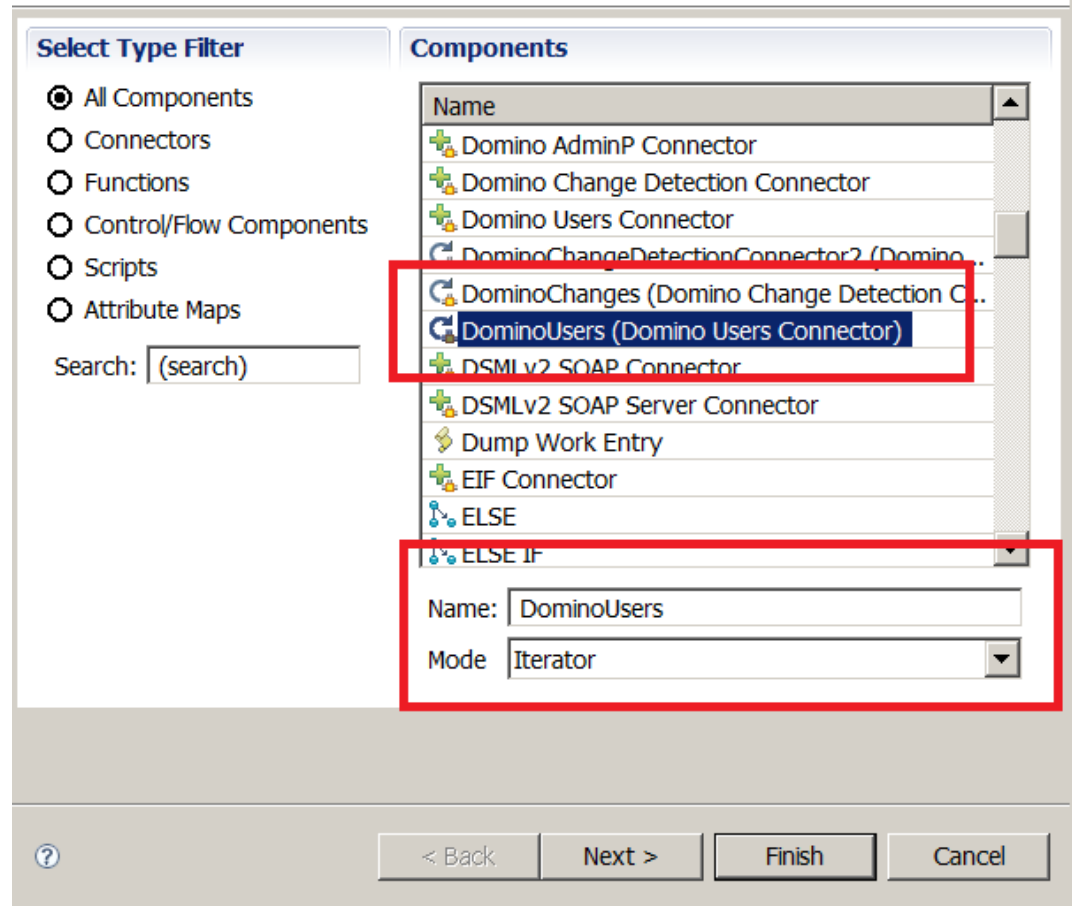 Select Type Filter
All Components
Connectors
Functions
Control/Flow Components
Scripts
Attribute Maps
Search: (search)
Components
Name
Domino AdminP Connector
Domino Change Detection Connector
Domino Users Connector
DominoChangeDetectionConnector2 (Domino...
DominoChanges (Domino Change Detection C...
DominoUsers (Domino Users Connector)
DSMLv2 SOAP Connector
DSMLv2 SOAP Server Connector
Dump Work Entry
EIF Connector
ELSE
ELSE IF
Name: DominoUsers
Mode Iterator
< Back Next > Finish Cancel